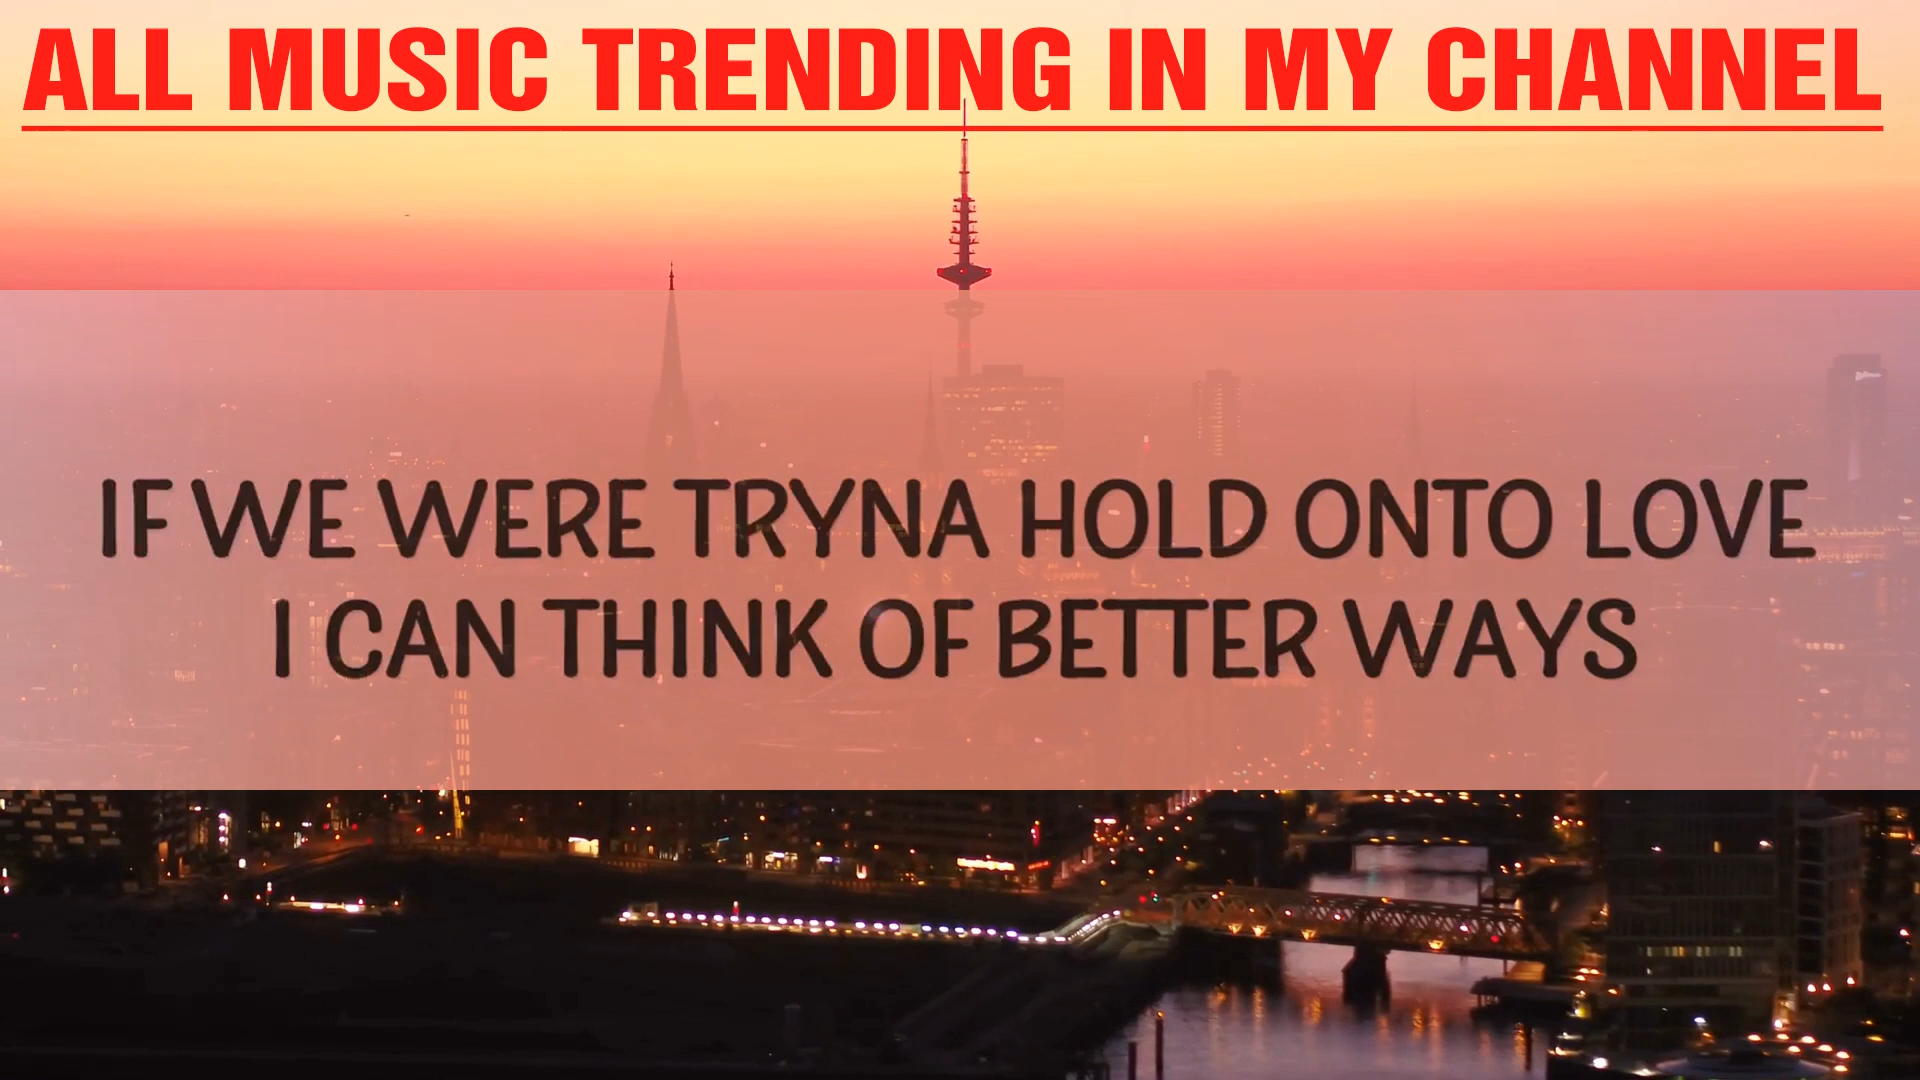 ALL MUSIC TRENDING IN MY CHANNEL
IF WE WERE TRYNA HOLD ONTO LOVE
I CAN THINK OF BETTER WAYS